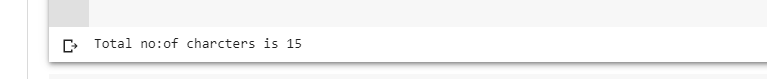 Total no:of charcters is 15